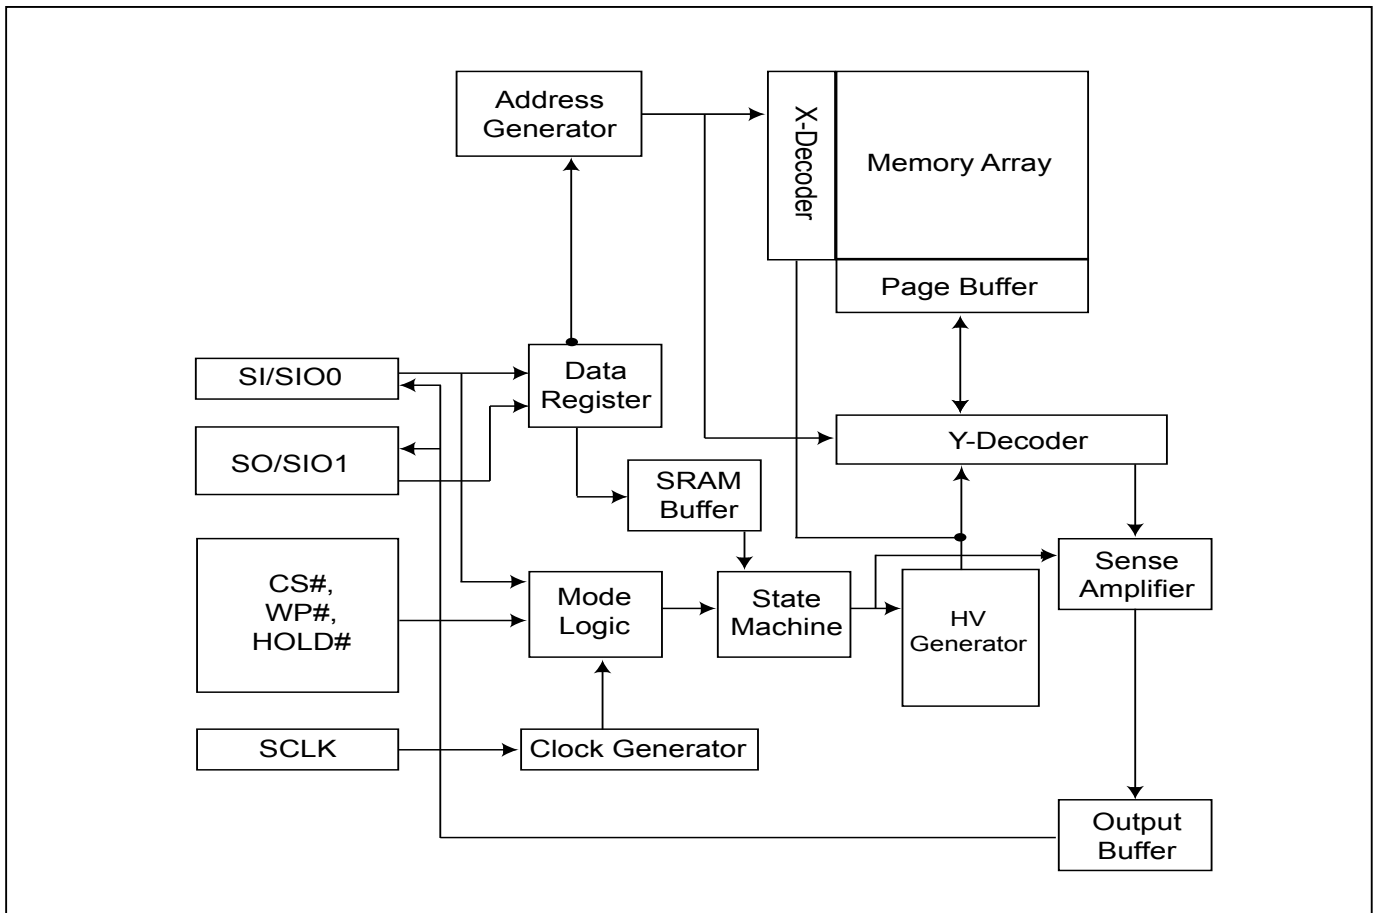 Address
Generator
X-Decoder
Memory Array
Page Buffer
SI/SIO0
Data
Register
SO/SIO1
Y-Decoder
SRAM
Buffer
CS#,
WP#,
HOLD#
Mode
Logic
State
Machine
HV
Generator
Sense
Amplifier
SCLK
Clock Generator
Output
Buffer